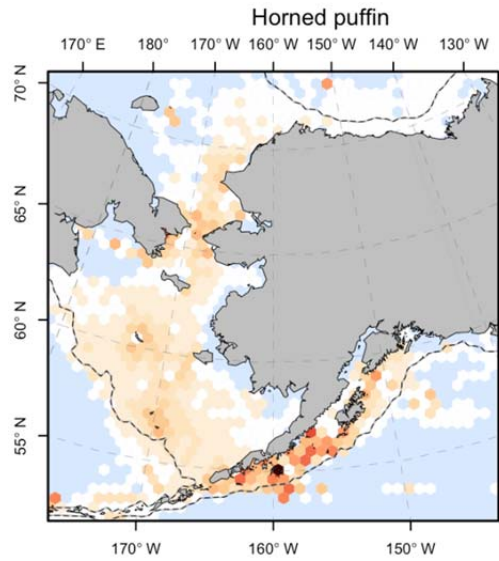 Horned puffin
170° E 180° 170° W 160° W 150° W 140° W 130° W
70° N
65° N
60° N
55° N
170° W 160° W 150° W